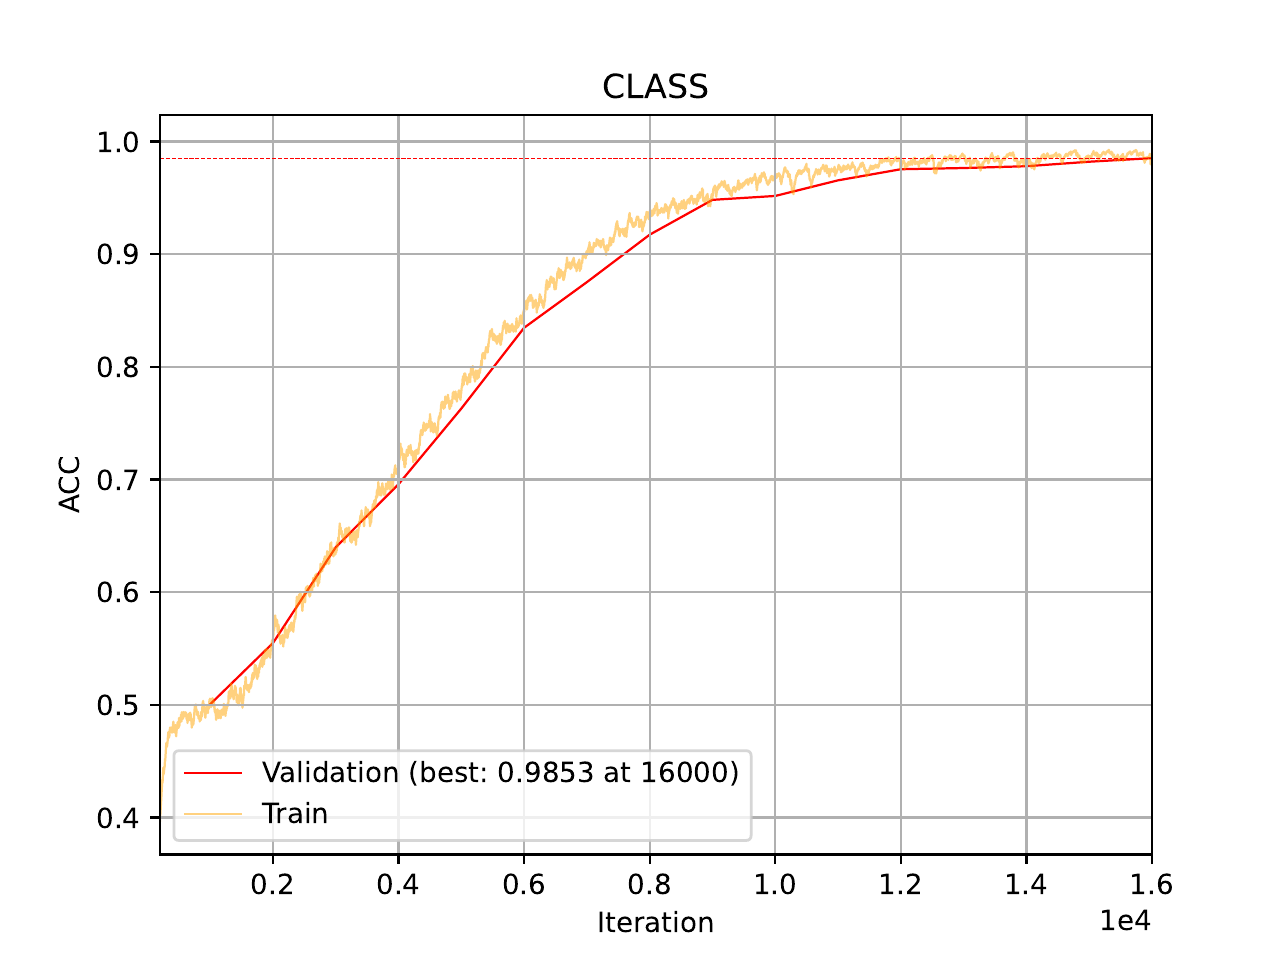 CLASS
1.0
0.9
0.8
0.7
0.6
0.5
0.4
ACC
Validation (best: 0.9853 at 16000)
Train
0.2 0.4 0.6 0.8 1.0 1.2 1.4 1.6
Iteration
1e4